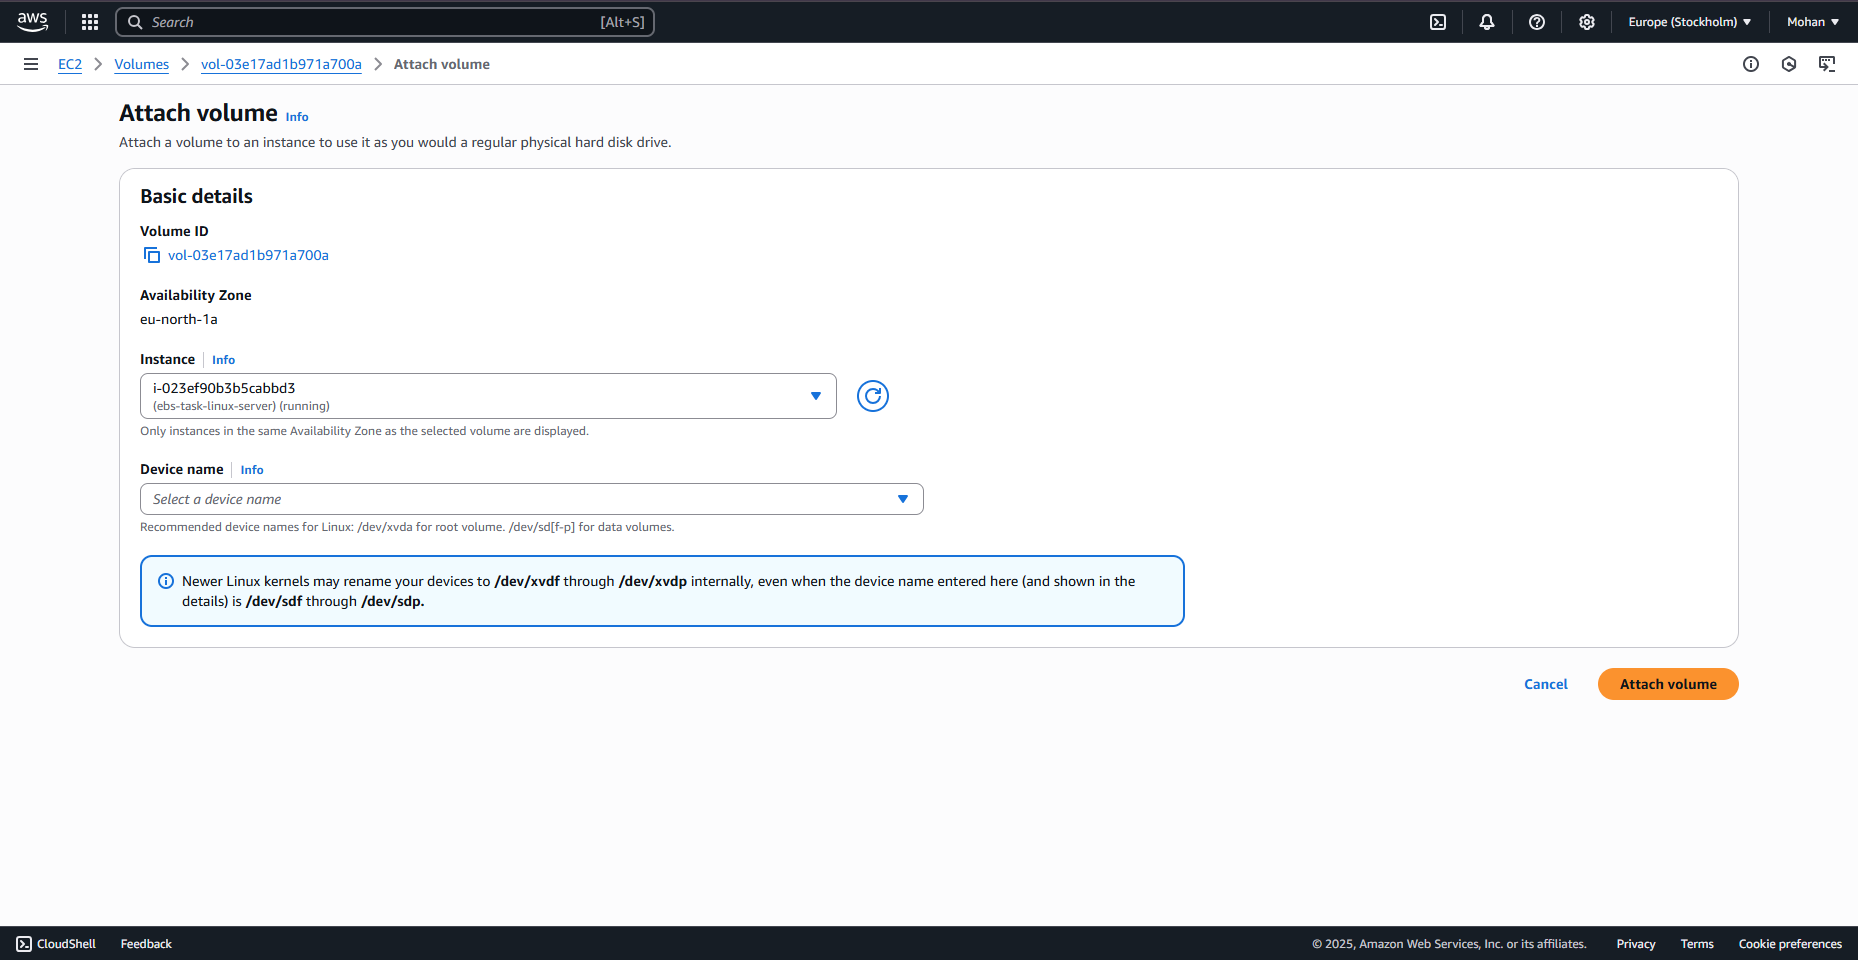 aws
Search [Alt+S]
Europe (Stockholm)
Mohan
EC2 Volumes vol-03e17ad1b971a700a Attach volume
Attach volume Info
Attach a volume to an instance to use it as you would a regular physical hard disk drive.
Basic details
Volume ID
vol-03e17ad1b971a700a
Availability Zone
eu-north-1a
Instance Info
i-023ef90b3b5cabbd3
(ebs-task-linux-server) (running)
Only instances in the same Availability Zone as the selected volume are displayed.
Device name Info
Select a device name
Recommended device names for Linux: /dev/xvda for root volume. /dev/sd[f-p] for data volumes.
Newer Linux kernels may rename your devices to /dev/xvdf through /dev/xvdp internally, even when the device name entered here (and shown in the
details) is /dev/sdf through /dev/sdp.
Cancel Attach volume
CloudShell Feedback © 2025, Amazon Web Services, Inc. or its affiliates. Privacy Terms Cookie preferences